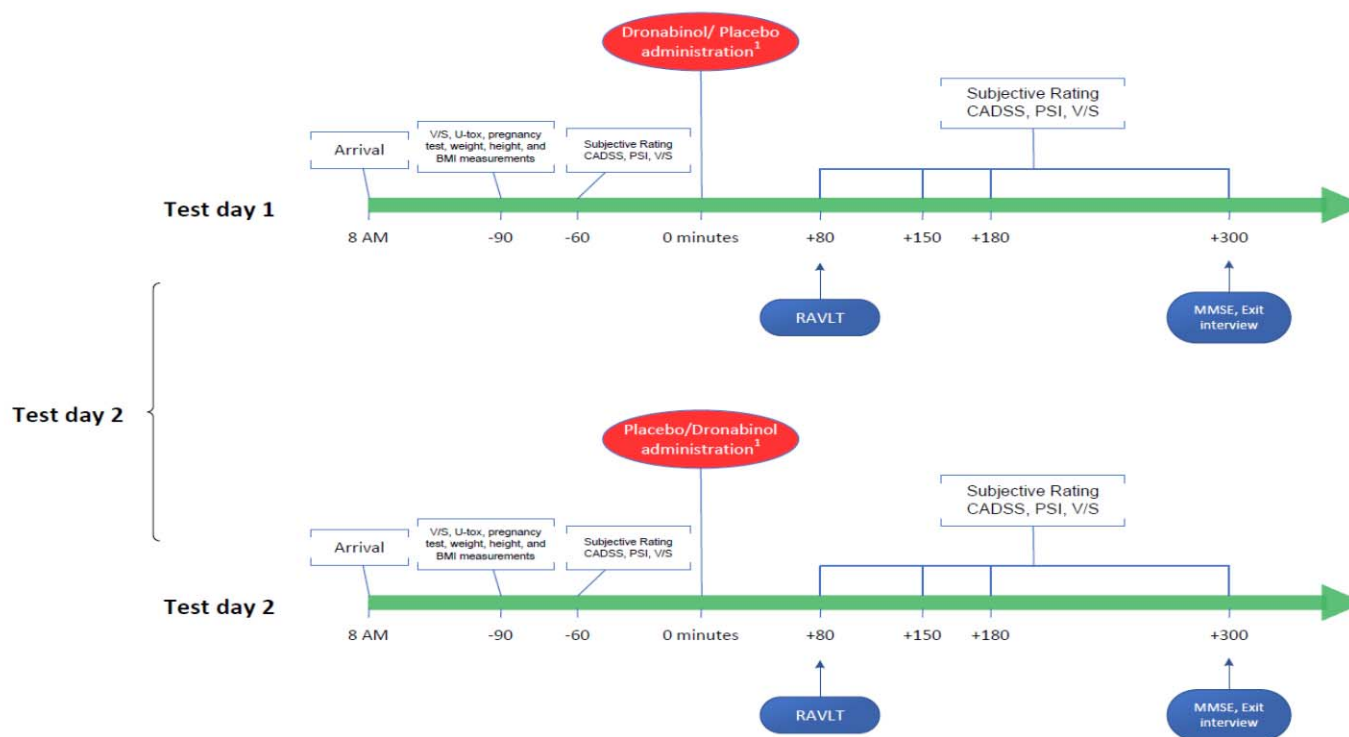 Dronabinol/ Placebo
administration1
Subjective Rating
CADSS, PSI, V/S
Arrival
V/S, U-tox, pregnancy
test, weight, height, and
BMI measurements
Subjective Rating
CADSS, PSI, V/S
Test day 1
8 AM -90 -60 0 minutes +80 +150 +180 +300
RAVLT
MMSE, Exit
interview
Test day 2
Placebo/Dronabinol
administration1
Subjective Rating
CADSS, PSI, V/S
Arrival
V/S, U-tox, pregnancy
test, weight, height, and
BMI measurements
Subjective Rating
CADSS, PSI, V/S
Test day 2
8 AM -90 -60 0 minutes +80 +150 +180 +300
RAVLT
MMSE, Exit
interview